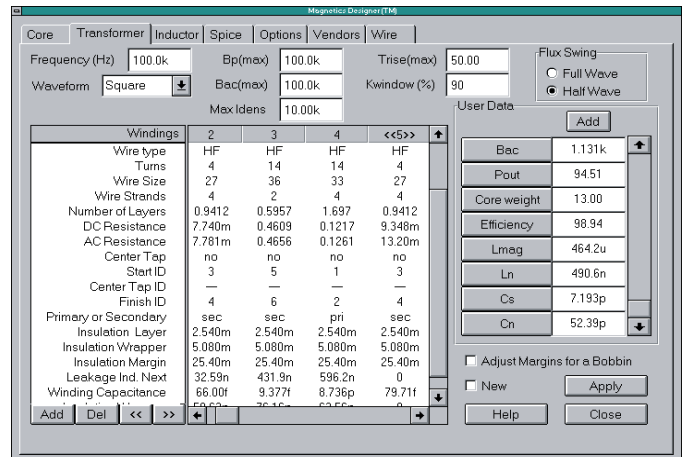 Magnetics Designer(TM)
Core Transformer Inductor Spice Options Vendors Wire
Frequency (Hz) 100.0k Bp(max) 100.0k Trise(max) 50.00 Flux Swing
Full Wave
Waveform Square Bac(max) 100.0k Kwindow (%) 90 Half Wave
Max Idens 10.00k User Data
Add
Windings 2 3 4 <<5>>
Wire type HF HF HF HF
Turns 4 14 14 4
Wire Size 27 36 33 27
Wire Strands 4 2 4 4
Number of Layers 0.9412 0.5957 1.697 0.9412
DC Resistance 7.740m 0.4609 0.1217 9.348m
AC Resistance 7.781m 0.4656 0.1261 13.20m
Center Tap no no no no
Start ID 3 5 1 3
Center Tap ID — — — —
Finish ID 4 6 2 4
Primary or Secondary sec sec pri sec
Insulation Layer 2.540m 2.540m 2.540m 2.540m
Insulation Wrapper 5.080m 5.080m 5.080m 5.080m
Insulation Margin 25.40m 25.40m 25.40m 25.40m
Leakage Ind. Next 32.59n 431.9n 596.2n 0
Winding Capacitance 66.00f 9.377f 8.736p 79.71f
Add Del << >>
Bac 1.131k
Pout 94.51
Core weight 13.00
Efficiency 98.94
Lmag 464.2u
Ln 490.6n
Cs 7.193p
Cn 52.39p
Adjust Margins for a Bobbin
New Apply
Help Close